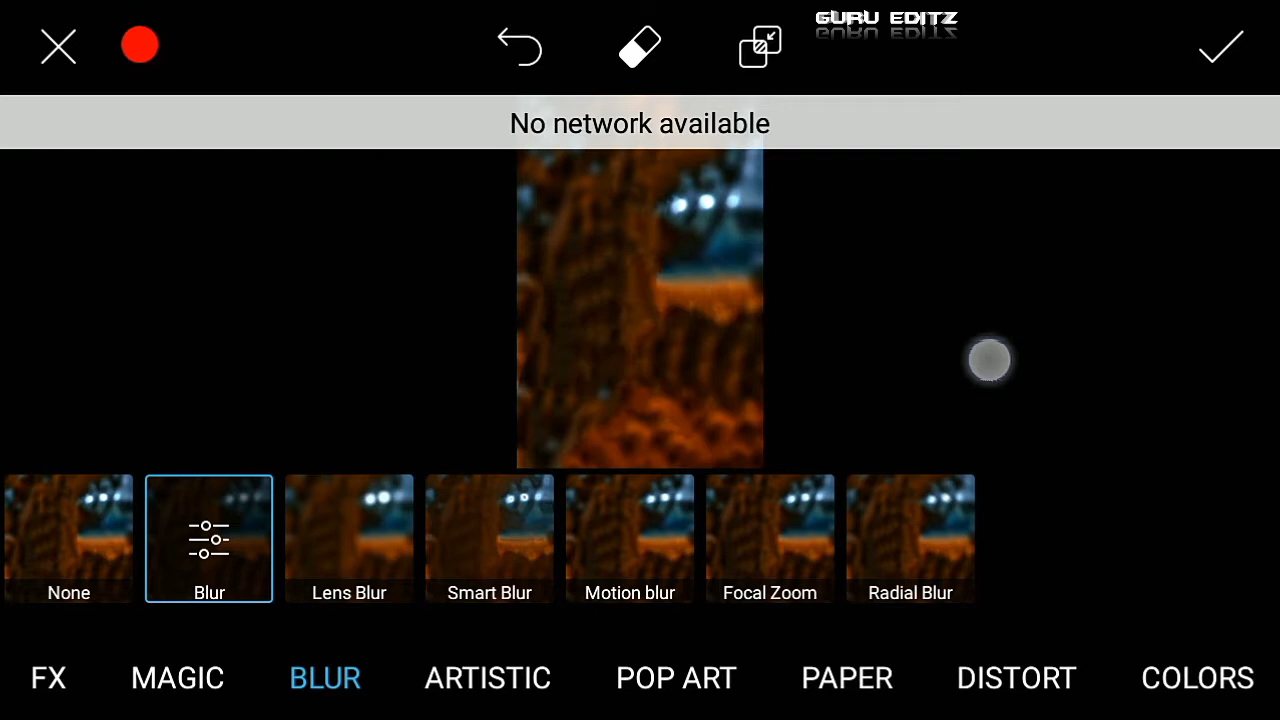 GURU EDITZ
No network available
None
Blur
Lens Blur
Smart Blur
Motion blur
Focal Zoom
Radial Blur
FX
MAGIC
BLUR
ARTISTIC
POP ART
PAPER
DISTORT
COLORS